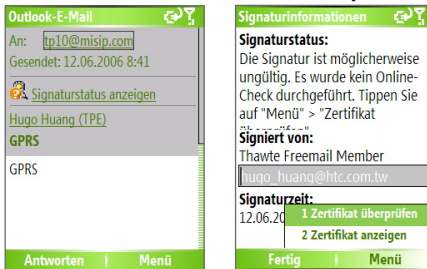 Outlook-E-Mail
An: tp10@misip.com
Gesendet: 12.06.2006 8:41
Signaturstatus anzeigen
Hugo Huang (TPE)
GPRS
GPRS
Antworten Menü
Signaturinformationen
Signaturstatus:
Die Signatur ist möglicherweise
ungültig. Es wurde kein Online-
Check durchgeführt. Tippen Sie
auf "Menü" > "Zertifikat
Signiert von:
Thawte Freemail Member
hugo_huang@htc.com.tw
Signaturzeit:
12.06.20
1 Zertifikat überprüfen
2 Zertifikat anzeigen
Fertig Menü